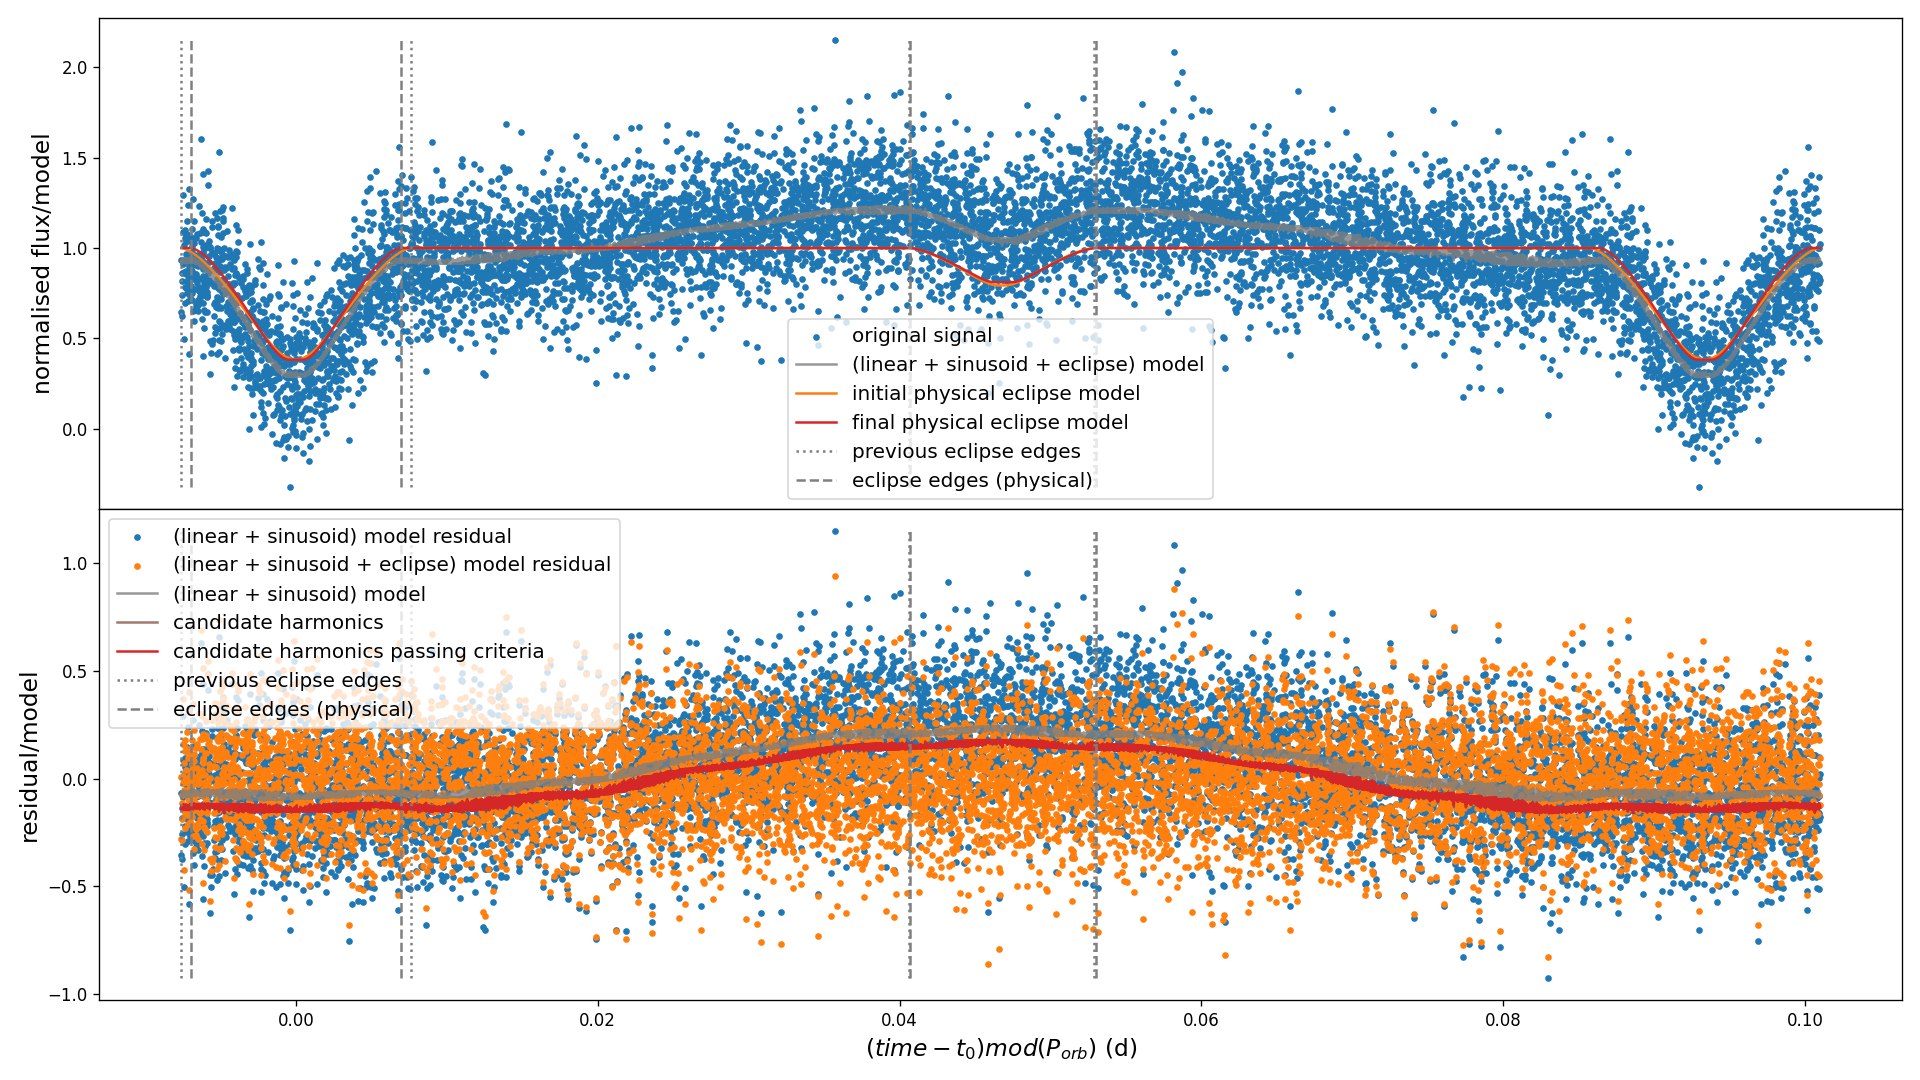 normalised flux/model
2.0
1.5
1.0
0.5
0.0
original signal
(linear + sinusoid + eclipse) model
initial physical eclipse model
final physical eclipse model
previous eclipse edges
eclipse edges (physical)
residual/model
1.0
0.5
0.0
−0.5
−1.0
(linear + sinusoid) model residual
(linear + sinusoid + eclipse) model residual
(linear + sinusoid) model
candidate harmonics
candidate harmonics passing criteria
previous eclipse edges
eclipse edges (physical)
0.00 0.02 0.04 0.06 0.08 0.10
(time − t₀)mod(P_orb) (d)